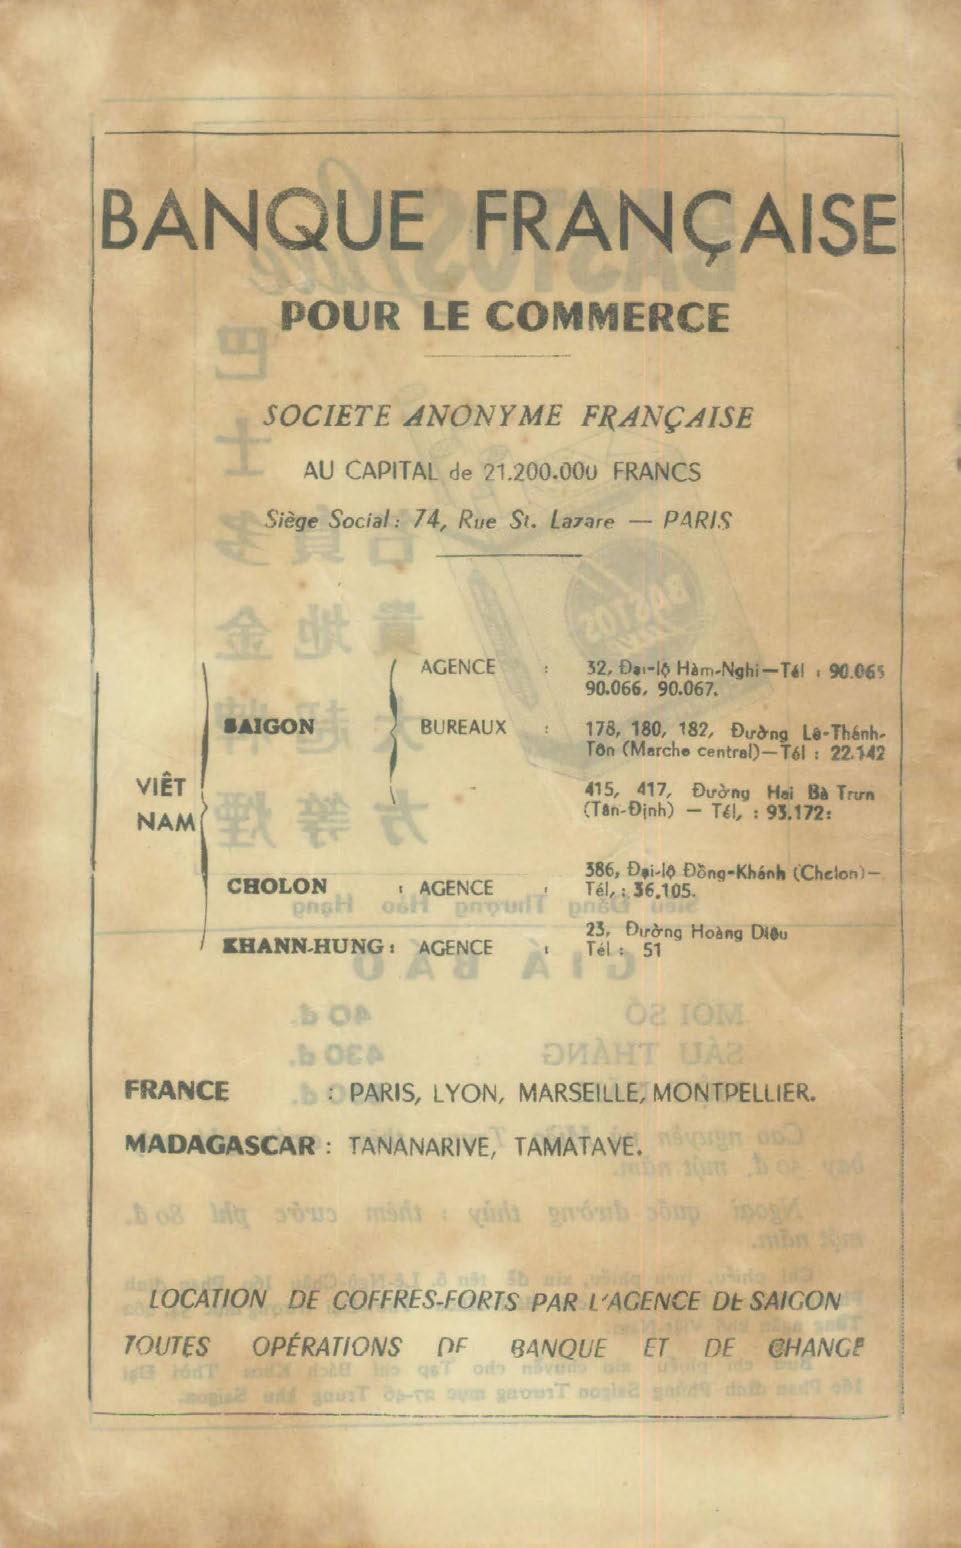 BANQUE FRANÇAISE
POUR LE COMMERCE
SOCIETE ANONYME FRANÇAISE
AU CAPITAL de 21.200.000 FRANCS
Siège Social : 74, Rue St. Lazare — PARIS
AGENCE : 32, Đại-lộ Hàm-Nghi — Tél : 90.065
90.066, 90.067.
SAIGON BUREAUX : 178, 180, 182, Đường Lê-Thánh-
Tôn (Marche central) — Tél : 22.142
VIÊT
NAM
415, 417, Đường Hai Bà Trưn
(Tân-Định) — Tél, : 93.172:
CHOLON : AGENCE : 386, Đại-lộ Đồng-Khánh (Cholon) —
Tél, : 36.105.
KHANN-HUNG : AGENCE : 23, Đường Hoàng Diệu
Tél : 51
FRANCE : PARIS, LYON, MARSEILLE, MONTPELLIER.
MADAGASCAR : TANANARIVE, TAMATAVE.
LOCATION DE COFFRES-FORTS PAR L'AGENCE DE SAIGON
TOUTES OPÉRATIONS DE BANQUE ET DE CHANGE